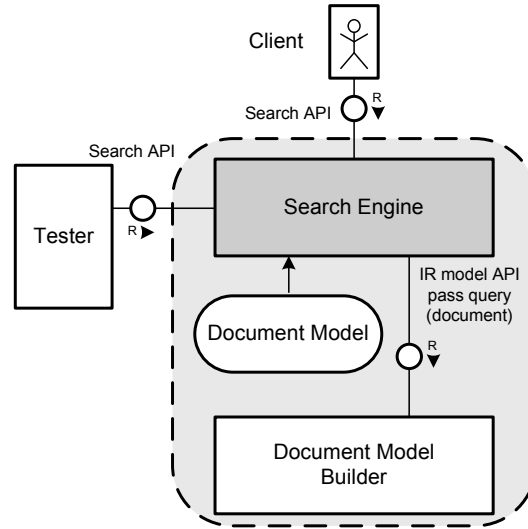 Client
R
Search API
Search API
R
Tester
Search Engine
IR model API
pass query
(document)
Document Model
R
Document Model
Builder